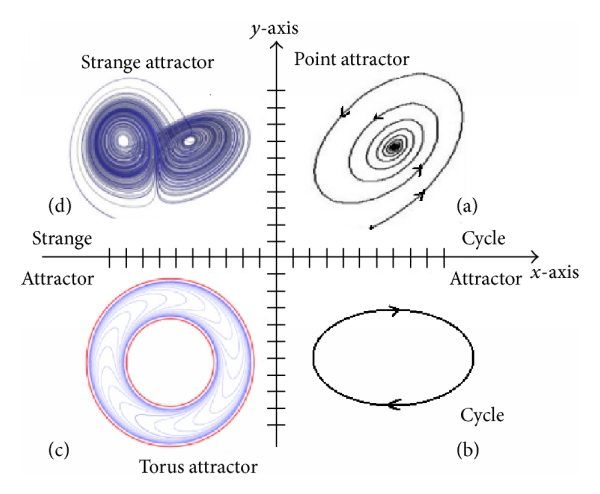 y-axis
Strange attractor
Point attractor
(d)
(a)
Strange
Cycle
Attractor
Attractor
x-axis
Cycle
(c)
(b)
Torus attractor